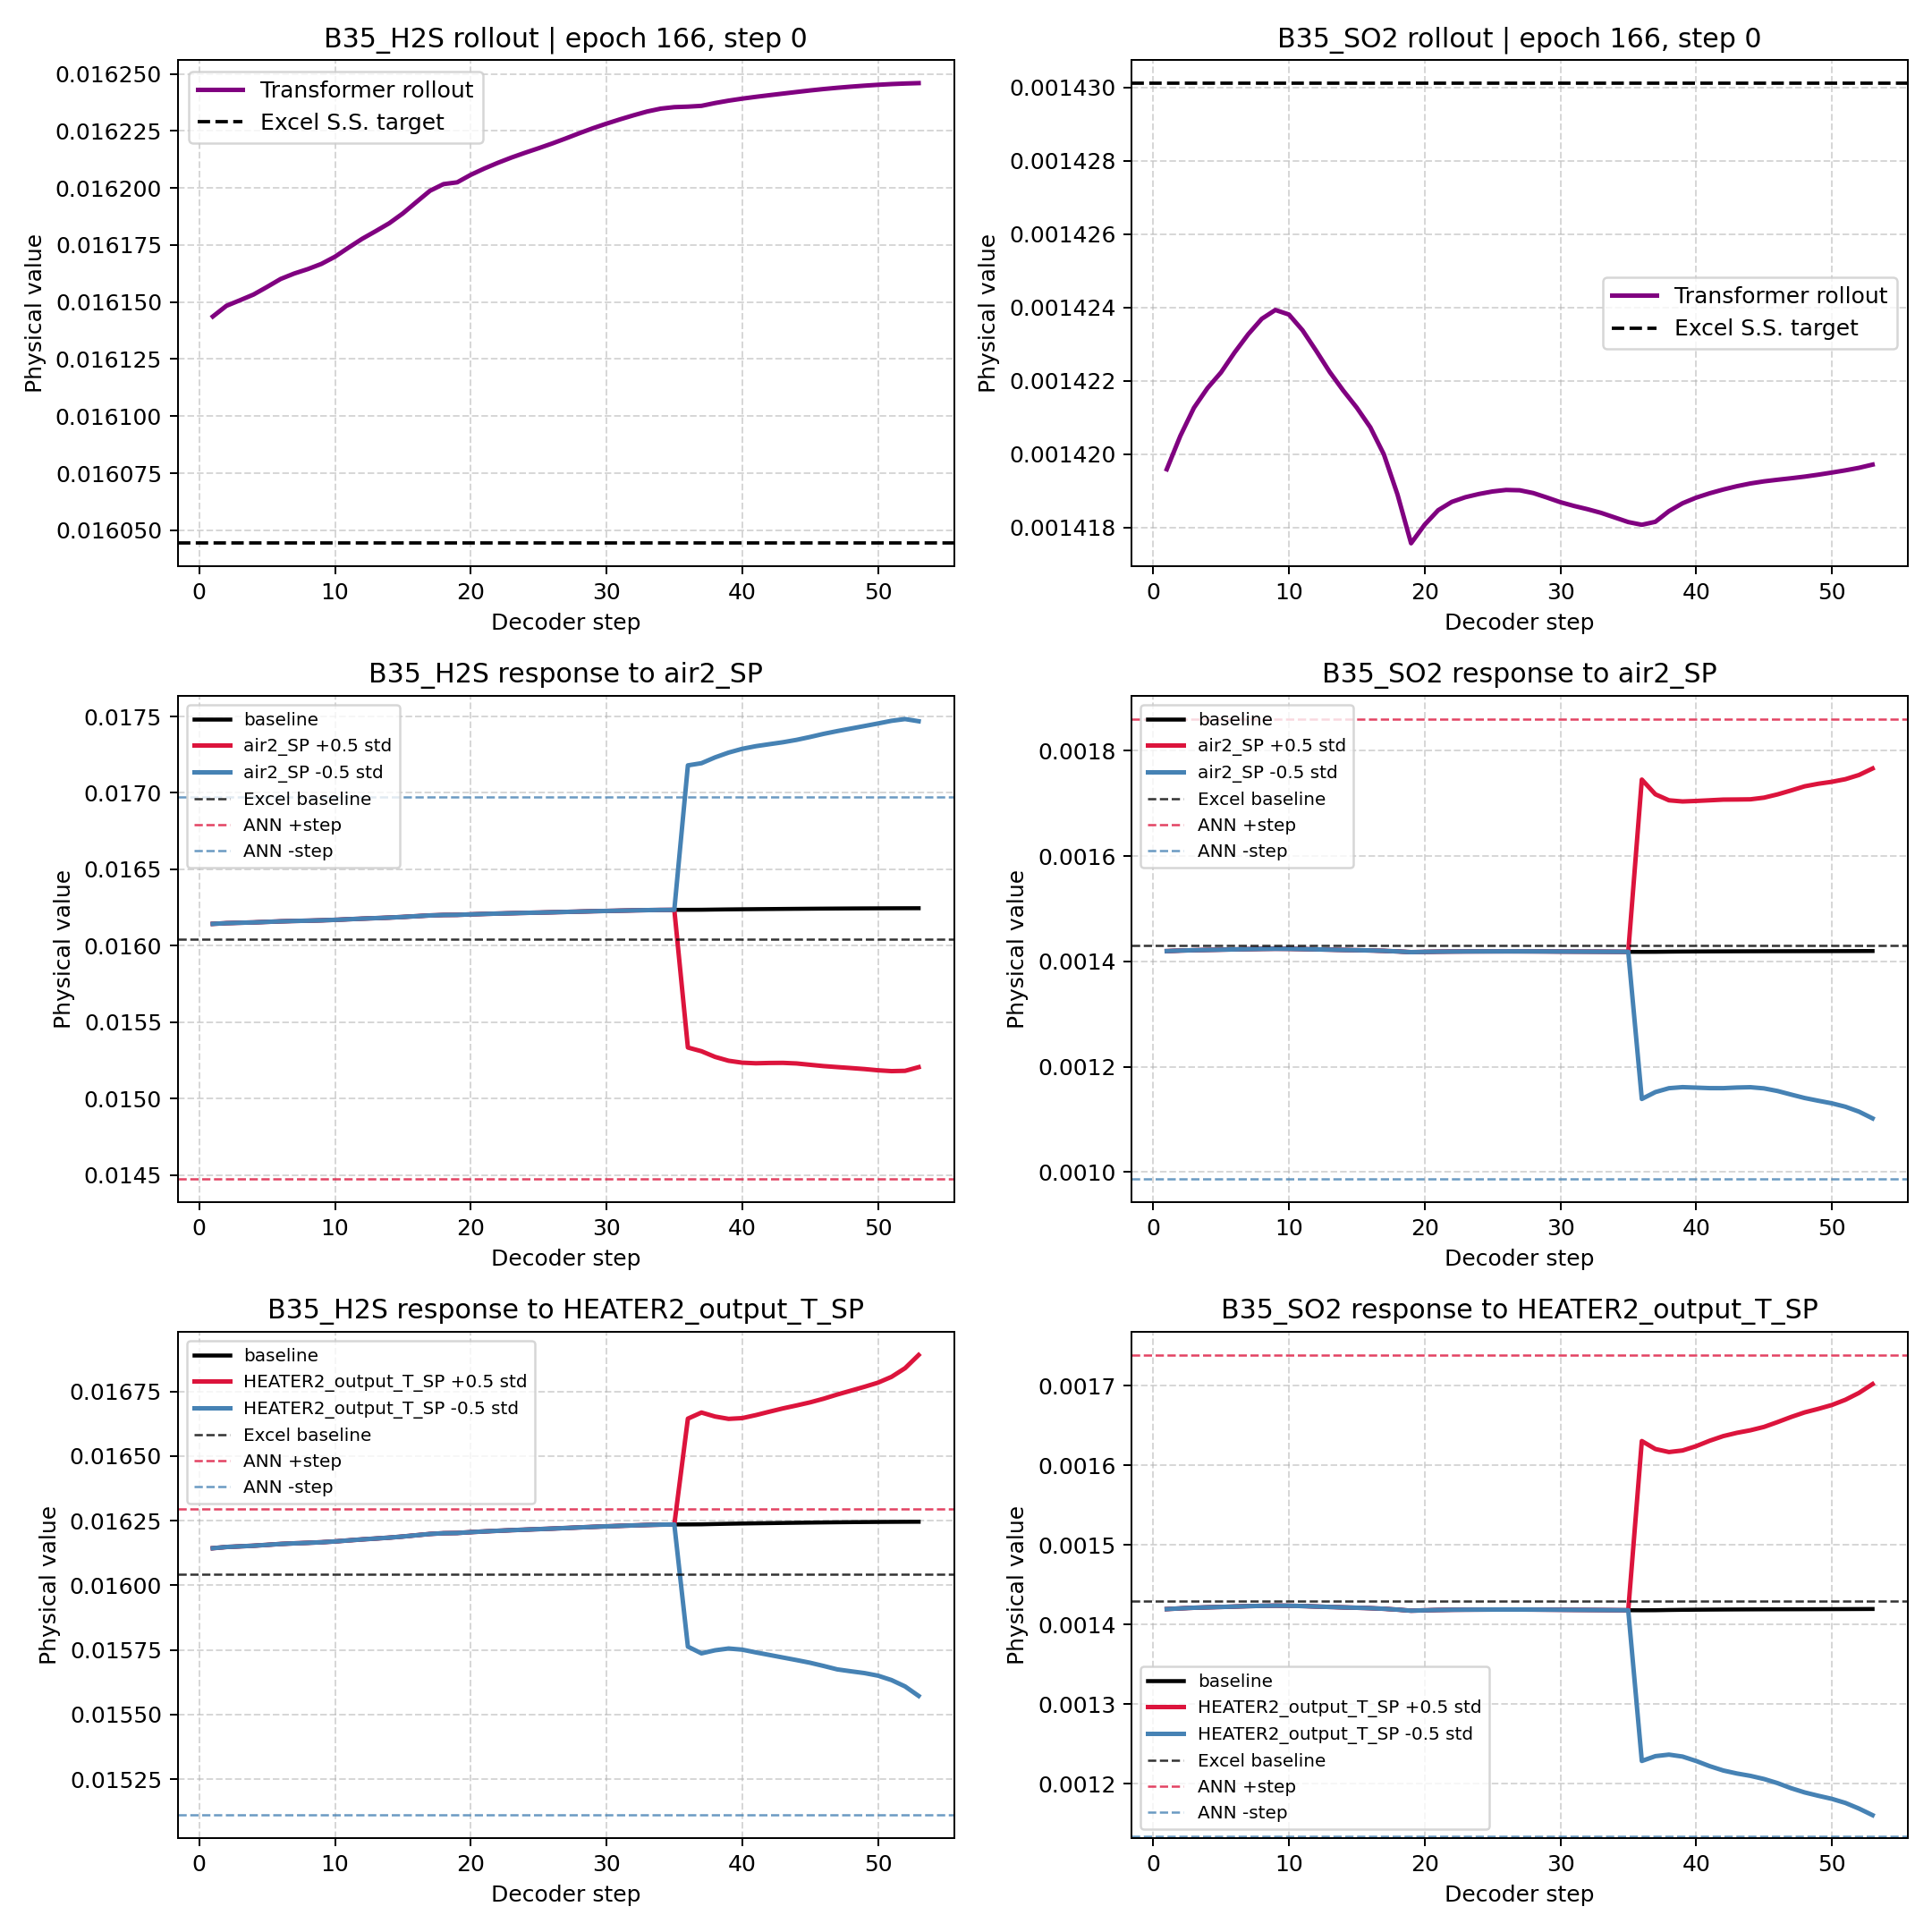 B35_H2S rollout | epoch 166, step 0
0.016250
0.016225
0.016200
0.016175
0.016150
0.016125
0.016100
0.016075
0.016050
Physical value
Transformer rollout
Excel S.S. target
0 10 20 30 40 50
Decoder step
B35_SO2 rollout | epoch 166, step 0
0.001430
0.001428
0.001426
0.001424
0.001422
0.001420
0.001418
Physical value
Transformer rollout
Excel S.S. target
0 10 20 30 40 50
Decoder step
B35_H2S response to air2_SP
0.0175
0.0170
0.0165
0.0160
0.0155
0.0150
0.0145
Physical value
baseline
air2_SP +0.5 std
air2_SP -0.5 std
Excel baseline
ANN +step
ANN -step
0 10 20 30 40 50
Decoder step
B35_SO2 response to air2_SP
0.0018
0.0016
0.0014
0.0012
0.0010
Physical value
baseline
air2_SP +0.5 std
air2_SP -0.5 std
Excel baseline
ANN +step
ANN -step
0 10 20 30 40 50
Decoder step
B35_H2S response to HEATER2_output_T_SP
0.01675
0.01650
0.01625
0.01600
0.01575
0.01550
0.01525
Physical value
baseline
HEATER2_output_T_SP +0.5 std
HEATER2_output_T_SP -0.5 std
Excel baseline
ANN +step
ANN -step
0 10 20 30 40 50
Decoder step
B35_SO2 response to HEATER2_output_T_SP
0.0017
0.0016
0.0015
0.0014
0.0013
0.0012
Physical value
baseline
HEATER2_output_T_SP +0.5 std
HEATER2_output_T_SP -0.5 std
Excel baseline
ANN +step
ANN -step
0 10 20 30 40 50
Decoder step